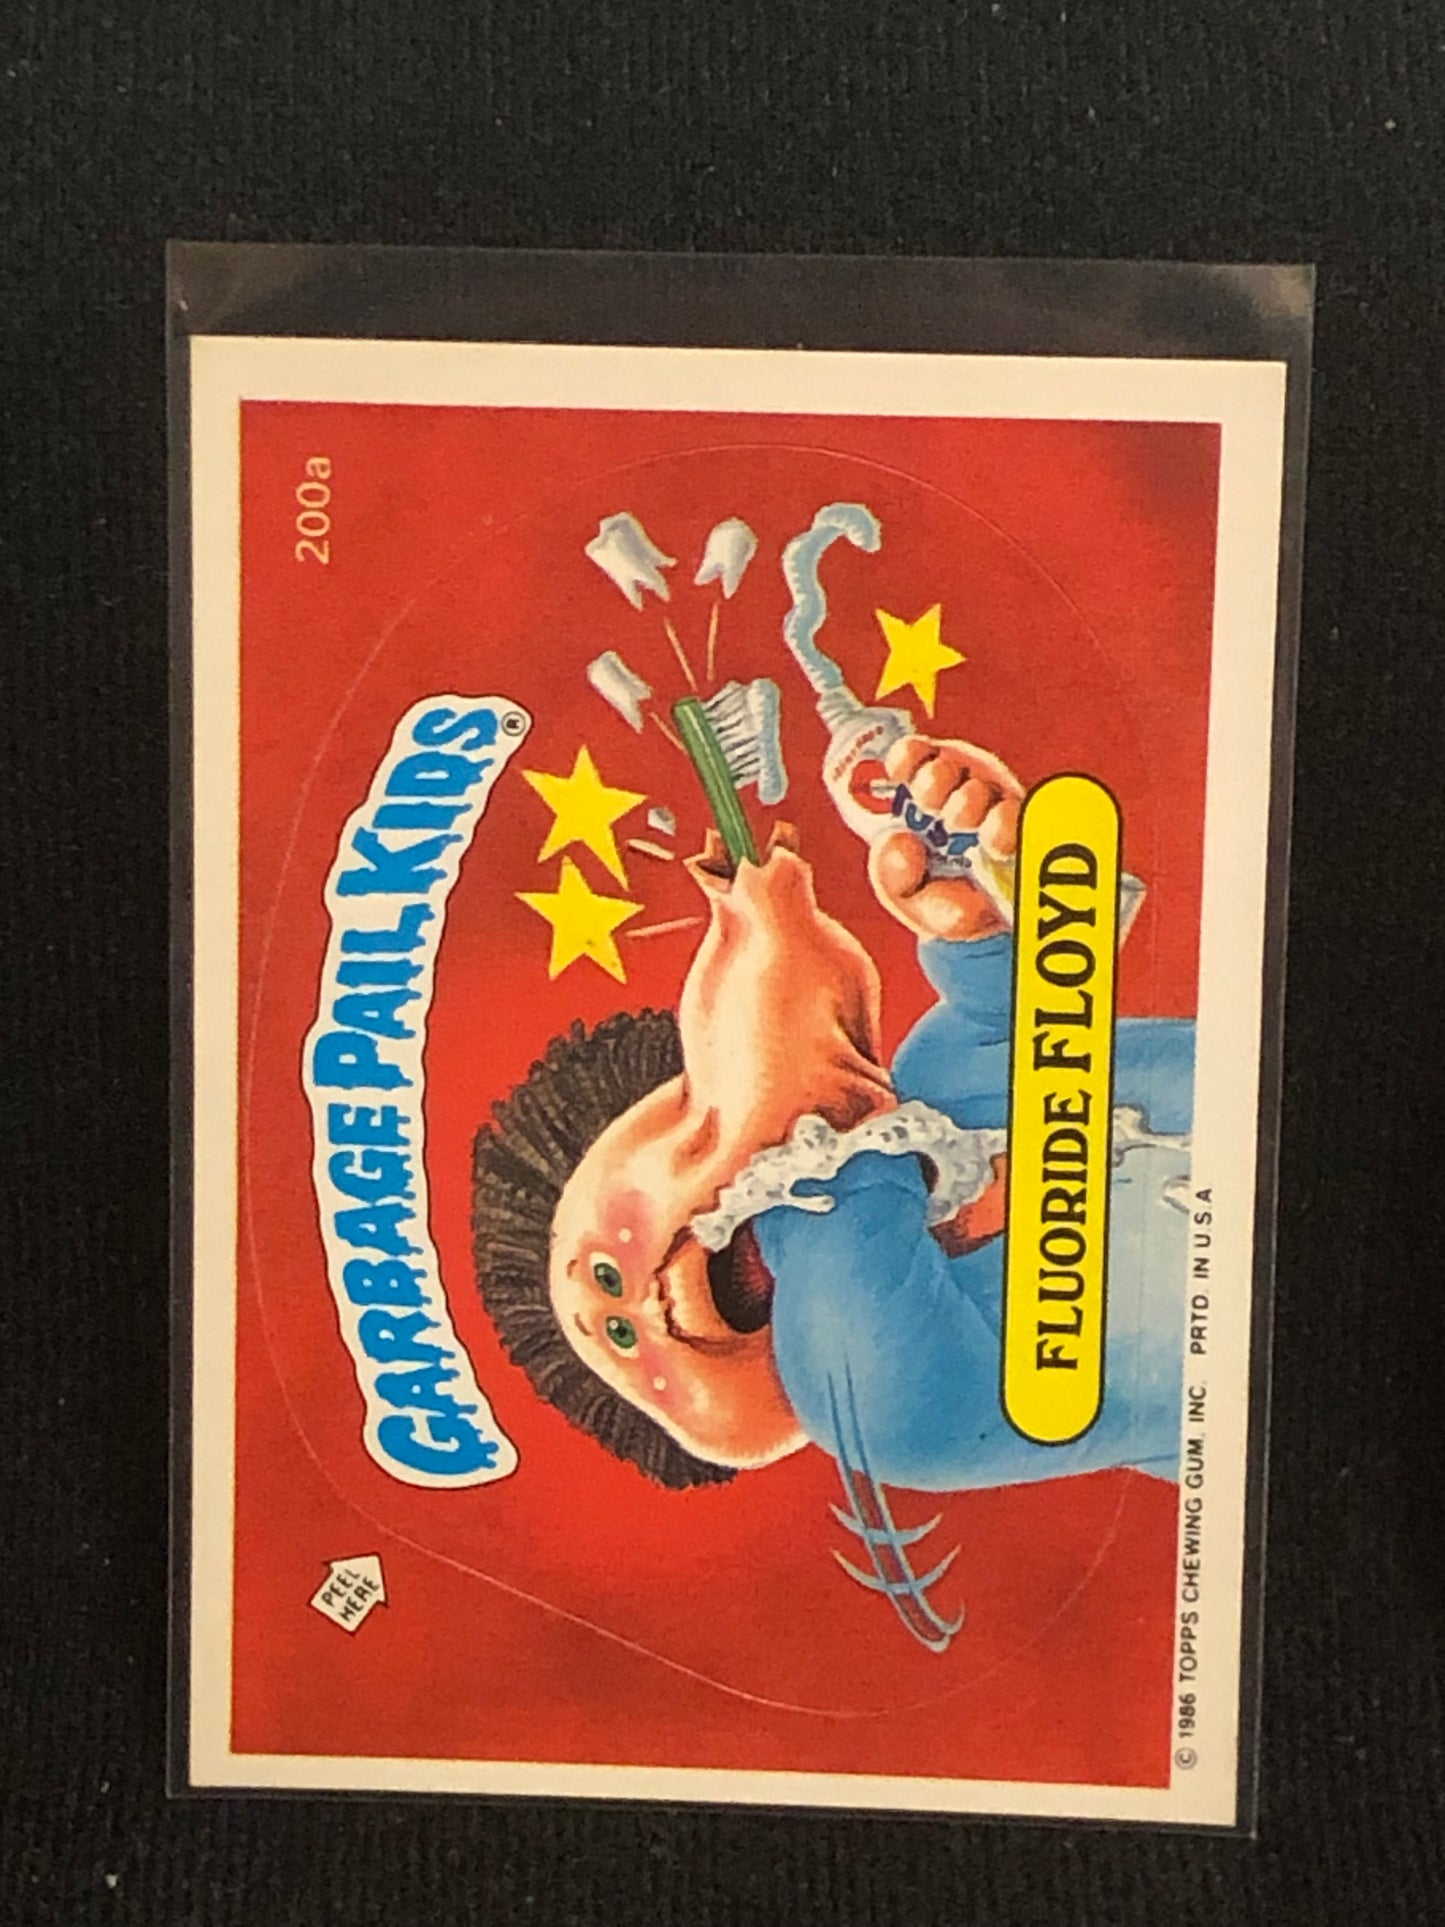 200a
GARBAGE PAIL KIDS®
PEEL
HERE
FLUORIDE FLOYD
© 1986 TOPPS CHEWING GUM, INC. PRTD. IN U.S.A